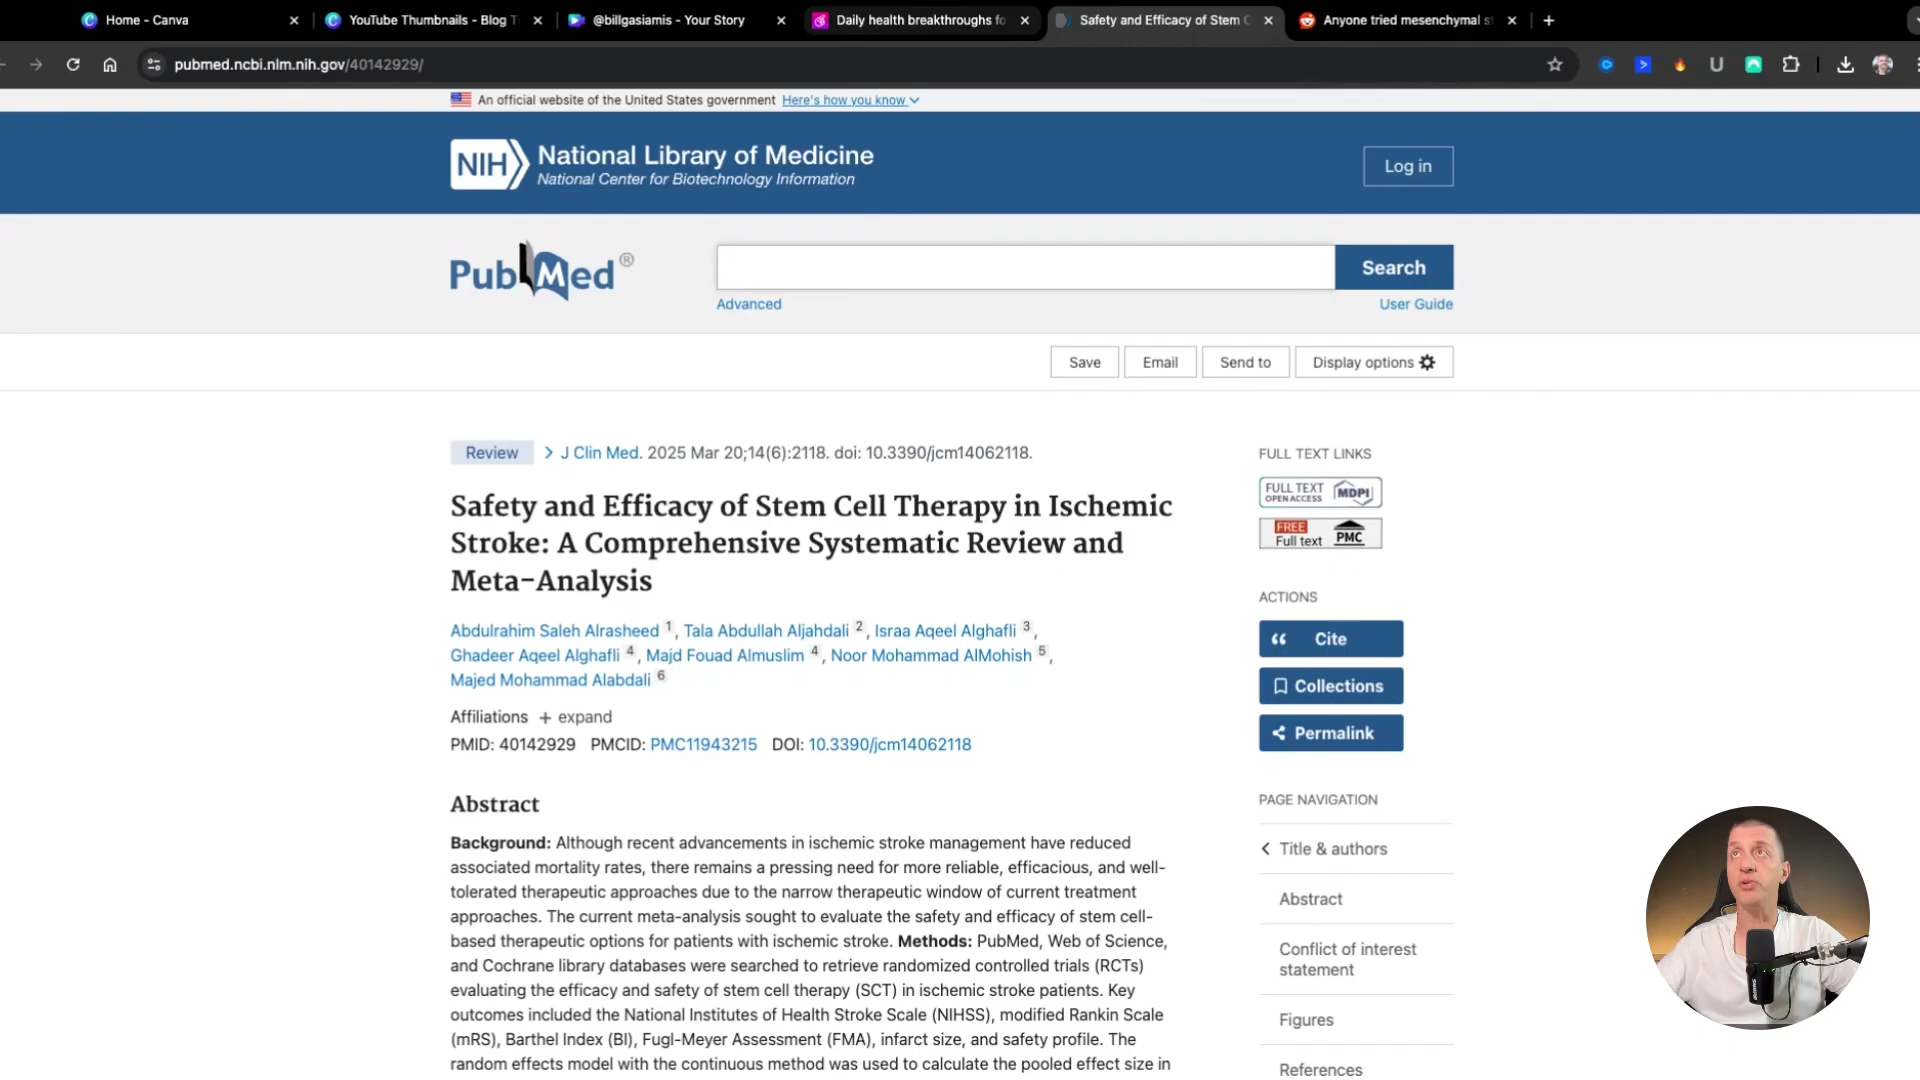 Home - Canva
YouTube Thumbnails - Blog T
@billgasiamis - Your Story
Daily health breakthroughs fo
Safety and Efficacy of Stem C
Anyone tried mesenchymal s
pubmed.ncbi.nlm.nih.gov/40142929/
An official website of the United States government Here's how you know
NIH National Library of Medicine
National Center for Biotechnology Information
Log in
PubMed®
Search
Advanced
User Guide
Save
Email
Send to
Display options
Review
J Clin Med. 2025 Mar 20;14(6):2118. doi: 10.3390/jcm14062118.
Safety and Efficacy of Stem Cell Therapy in Ischemic
Stroke: A Comprehensive Systematic Review and
Meta-Analysis
Abdulrahim Saleh Alrasheed 1, Tala Abdullah Aljahdali 2, Israa Aqeel Alghafli 3,
Ghadeer Aqeel Alghafli 4, Majd Fouad Almuslim 4, Noor Mohammad AlMohish 5,
Majed Mohammad Alabdali 6
Affiliations + expand
PMID: 40142929 PMCID: PMC11943215 DOI: 10.3390/jcm14062118
Abstract
Background: Although recent advancements in ischemic stroke management have reduced
associated mortality rates, there remains a pressing need for more reliable, efficacious, and well-
tolerated therapeutic approaches due to the narrow therapeutic window of current treatment
approaches. The current meta-analysis sought to evaluate the safety and efficacy of stem cell-
based therapeutic options for patients with ischemic stroke. Methods: PubMed, Web of Science,
and Cochrane library databases were searched to retrieve randomized controlled trials (RCTs)
evaluating the efficacy and safety of stem cell therapy (SCT) in ischemic stroke patients. Key
outcomes included the National Institutes of Health Stroke Scale (NIHSS), modified Rankin Scale
(mRS), Barthel Index (BI), Fugl-Meyer Assessment (FMA), infarct size, and safety profile. The
random effects model with the continuous method was used to calculate the pooled effect size in
FULL TEXT LINKS
FULL TEXT
OPEN ACCESS
MDPI
FREE
Full text
PMC
ACTIONS
Cite
Collections
Permalink
PAGE NAVIGATION
Title & authors
Abstract
Conflict of interest
statement
Figures
References